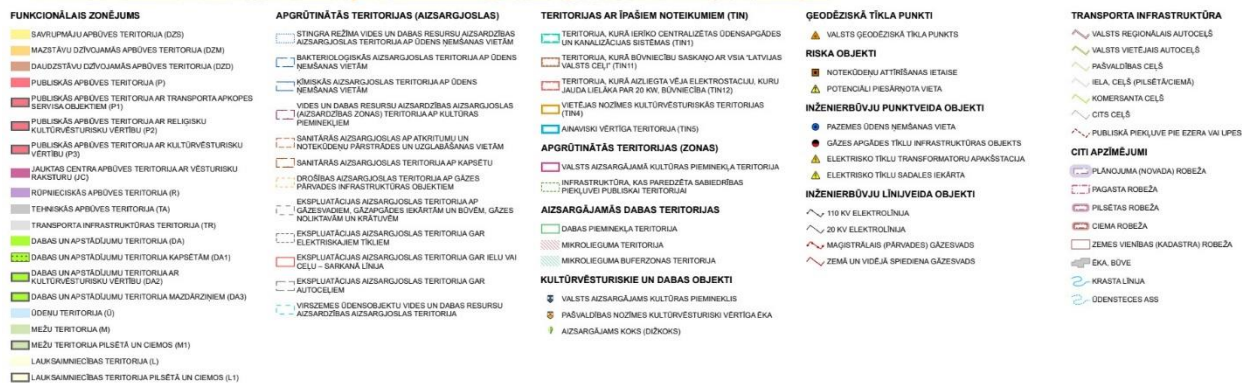 FUNKCIONĀLAIS ZONĒJUMS
SAVRUPMĀJU APBŪVES TERITORIJA (DZS)
MAZSTĀVU DZĪVOJAMĀS APBŪVES TERITORIJA (DZM)
DAUDZSTĀVU DZĪVOJAMĀS APBŪVES TERITORIJA (DZD)
PUBLISKĀS APBŪVES TERITORIJA (P)
PUBLISKĀS APBŪVES TERITORIJA AR TRANSPORTA APKOPES
SERVISA OBJEKTIEM (P1)
PUBLISKĀS APBŪVES TERITORIJA AR RELIĢISKU
KULTŪRVĒSTURISKU VĒRTĪBU (P2)
PUBLISKĀS APBŪVES TERITORIJA AR KULTŪRVĒSTURISKU
VĒRTĪBU (P3)
JAUKTAS CENTRA APBŪVES TERITORIJA AR VĒSTURISKU
RAKSTURU (JC)
RŪPNIECISKĀS APBŪVES TERITORIJA (R)
TEHNISKĀS APBŪVES TERITORIJA (TA)
TRANSPORTA INFRASTRUKTŪRAS TERITORIJA (TR)
DABAS UN APSTĀDĪJUMU TERITORIJA (DA)
DABAS UN APSTĀDĪJUMU TERITORIJA KAPSĒTĀM (DA1)
DABAS UN APSTĀDĪJUMU TERITORIJA AR
KULTŪRVĒSTURISKU VĒRTĪBU (DA2)
DABAS UN APSTĀDĪJUMU TERITORIJA MAZDĀRZIŅIEM (DA3)
ŪDEŅU TERITORIJA (Ū)
MEŽU TERITORIJA (M)
MEŽU TERITORIJA PILSĒTĀ UN CIEMOS (M1)
LAUKSAIMNIECĪBAS TERITORIJA (L)
LAUKSAIMNIECĪBAS TERITORIJA PILSĒTĀ UN CIEMOS (L1)
APGRŪTINĀTĀS TERITORIJAS (AIZSARGJOSLAS)
STINGRA REŽĪMA VIDES UN DABAS RESURSU AIZSARDZĪBAS
AIZSARGJOSLAS TERITORIJA AP ŪDENS ŅEMŠANAS VIETĀM
BAKTERIOLOĢISKĀS AIZSARGJOSLAS TERITORIJA AP ŪDENS
ŅEMŠANAS VIETĀM
ĶĪMISKĀS AIZSARGJOSLAS TERITORIJA AP ŪDENS
ŅEMŠANAS VIETĀM
VIDES UN DABAS RESURSU AIZSARDZĪBAS AIZSARGJOSLAS
(AIZSARDZĪBAS ZONAS) TERITORIJA AP KULTŪRAS
PIEMINEKĻIEM
SANITĀRĀS AIZSARGJOSLAS AP ATKRITUMU UN
NOTEKŪDEŅU PĀRSTRĀDES UN UZGLABĀŠANAS VIETĀM
SANITĀRĀS AIZSARGJOSLAS TERITORIJA AP KAPSĒTU
DROŠĪBAS AIZSARGJOSLAS TERITORIJA AP GĀZES
PĀRVADES INFRASTRUKTŪRAS OBJEKTIEM
EKSPLUATĀCIJAS AIZSARGJOSLAS TERITORIJA AP
GĀZESVADIEM, GĀZAPGĀDES IEKĀRTĀM UN BŪVĒM, GĀZES
NOLIKTAVĀM UN KRĀTUVĒM
EKSPLUATĀCIJAS AIZSARGJOSLAS TERITORIJA GAR
ELEKTRISKAJIEM TĪKLIEM
EKSPLUATĀCIJAS AIZSARGJOSLAS TERITORIJA GAR IELU VAI
CEĻU – SARKANĀ LĪNIJA
EKSPLUATĀCIJAS AIZSARGJOSLAS TERITORIJA GAR
AUTOCEĻIEM
VIRSZEMES ŪDENSOBJEKTU VIDES UN DABAS RESURSU
AIZSARDZĪBAS AIZSARGJOSLAS TERITORIJA
TERITORIJAS AR ĪPAŠIEM NOTEIKUMIEM (TIN)
TERITORIJA, KURĀ IERĪKO CENTRALIZĒTAS ŪDENSAPGĀDES
UN KANALIZĀCIJAS SISTĒMAS (TIN1)
TERITORIJA, KURĀ BŪVNIECĪBU SASKAŅO AR VSIA "LATVIJAS
VALSTS CEĻI" (TIN11)
TERITORIJA, KURĀ AIZLIEGTA VĒJA ELEKTROSTACIJU, KURU
JAUDA LIELĀKA PAR 20 KW, BŪVNIECĪBA (TIN12)
VIETĒJAS NOZĪMES KULTŪRVĒSTURISKĀS TERITORIJAS
(TIN4)
AINAVISKI VĒRTĪGA TERITORIJA (TIN5)
APGRŪTINĀTĀS TERITORIJAS (ZONAS)
VALSTS AIZSARGĀJAMĀ KULTŪRAS PIEMINEKĻA TERITORIJA
INFRASTRUKTŪRA, KAS PAREDZĒTA SABIEDRĪBAS
PIEKĻUVEI PUBLISKAI TERITORIJAI
AIZSARGĀJAMĀS DABAS TERITORIJAS
DABAS PIEMINEKĻA TERITORIJA
MIKROLIEGUMA TERITORIJA
MIKROLIEGUMA BUFERZONAS TERITORIJA
KULTŪRVĒSTURISKIE UN DABAS OBJEKTI
VALSTS AIZSARGĀJAMS KULTŪRAS PIEMINEKLIS
PAŠVALDĪBAS NOZĪMES KULTŪRVĒSTURISKI VĒRTĪGA ĒKA
AIZSARGĀJAMS KOKS (DIŽKOKS)
ĢEODĒZISKĀ TĪKLA PUNKTI
VALSTS ĢEODĒZISKĀ TĪKLA PUNKTS
RISKA OBJEKTI
NOTEKŪDEŅU ATTĪRĪŠANAS IETAISE
POTENCIĀLI PIESĀRŅOTA VIETA
INŽENIERBŪVJU PUNKTVEIDA OBJEKTI
PAZEMES ŪDENS ŅEMŠANAS VIETA
GĀZES APGĀDES TĪKLU INFRASTRUKTŪRAS OBJEKTS
ELEKTRISKO TĪKLU TRANSFORMATORU APAKŠSTACIJA
ELEKTRISKO TĪKLU SADALES IEKĀRTA
INŽENIERBŪVJU LĪNIJVEIDA OBJEKTI
110 KV ELEKTROLĪNIJA
20 KV ELEKTROLĪNIJA
MAĢISTRĀLAIS (PĀRVADES) GĀZESVADS
ZEMĀ UN VIDĒJĀ SPIEDIENA GĀZESVADS
TRANSPORTA INFRASTRUKTŪRA
VALSTS REĢIONĀLAIS AUTOCEĻŠ
VALSTS VIETĒJAIS AUTOCEĻŠ
PAŠVALDĪBAS CEĻŠ
IELA, CEĻŠ (PILSĒTĀ/CIEMĀ)
KOMERSANTA CEĻŠ
CITS CEĻŠ
PUBLISKĀ PIEKĻUVE PIE EZERA VAI UPES
CITI APZĪMĒJUMI
PLĀNOJUMA (NOVADA) ROBEŽA
PAGASTA ROBEŽA
PILSĒTAS ROBEŽA
CIEMA ROBEŽA
ZEMES VIENĪBAS (KADASTRA) ROBEŽA
ĒKA, BŪVE
KRASTA LĪNIJA
ŪDENSTECES ASS